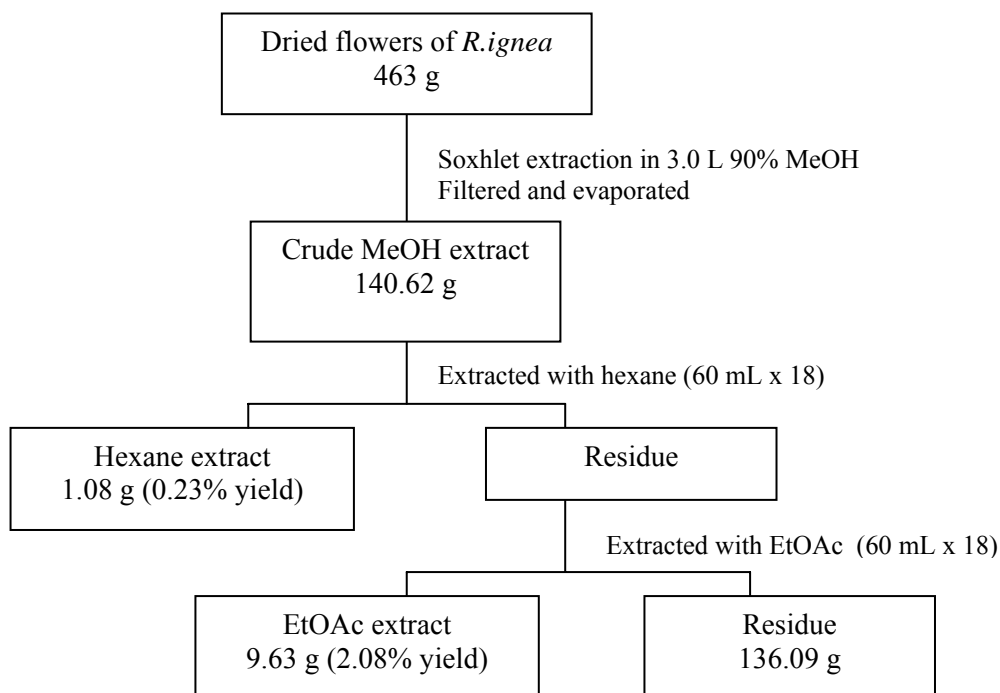 Dried flowers of R.ignea
463 g
Soxhlet extraction in 3.0 L 90% MeOH
Filtered and evaporated
Crude MeOH extract
140.62 g
Extracted with hexane (60 mL x 18)
Hexane extract
1.08 g (0.23% yield)
Residue
Extracted with EtOAc (60 mL x 18)
EtOAc extract
9.63 g (2.08% yield)
Residue
136.09 g